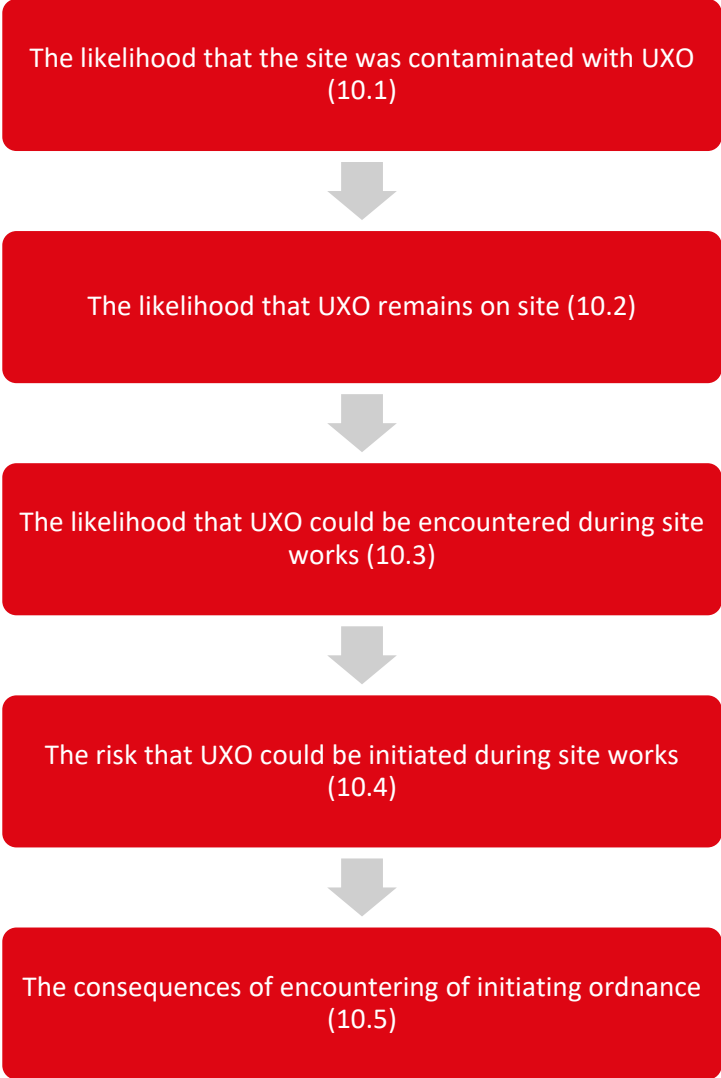 The likelihood that the site was contaminated with UXO
(10.1)
The likelihood that UXO remains on site (10.2)
The likelihood that UXO could be encountered during site
works (10.3)
The risk that UXO could be initiated during site works
(10.4)
The consequences of encountering of initiating ordnance
(10.5)